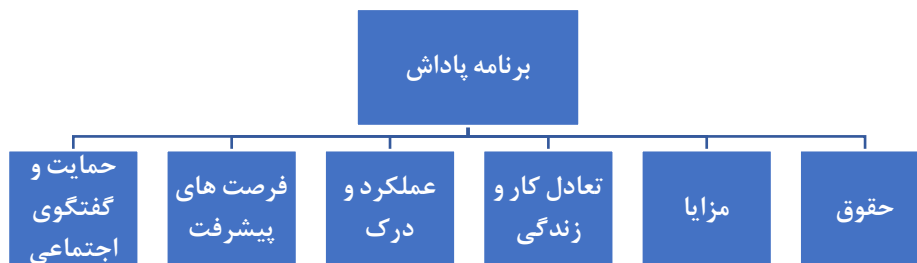 برنامه پاداش
حقوق
مزایا
تعادل کار و
زندگی
عملکرد و
درک
فرصت های
پیشرفت
حمایت و
گفتگوی
اجتماعی